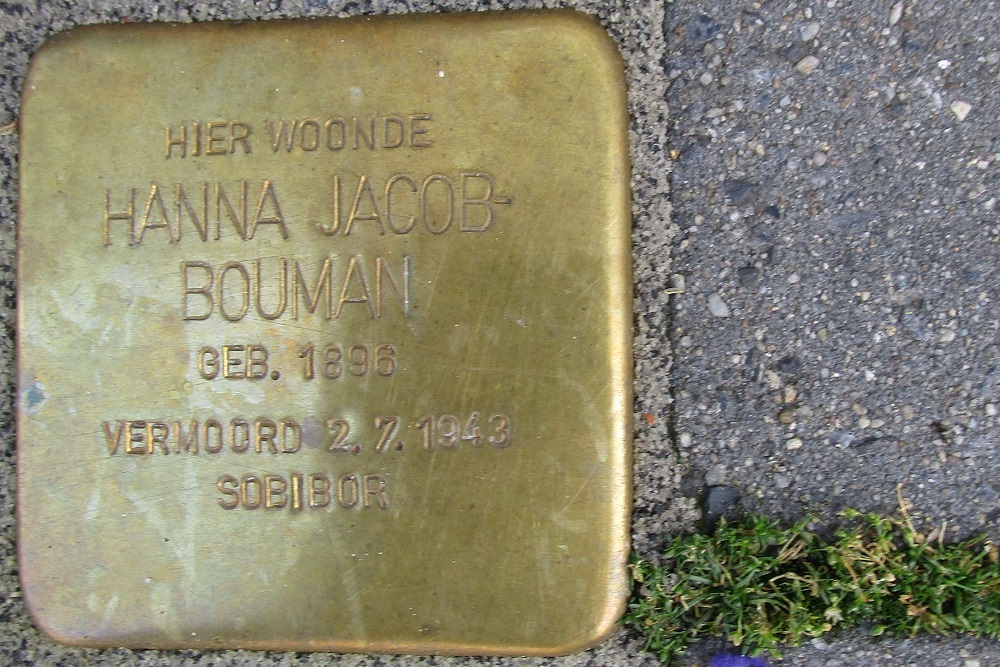 HIER WOONDE
HANNA JACOB-
BOUMAN
GEB. 1896
VERMOORD 2.7.1943
SOBIBOR